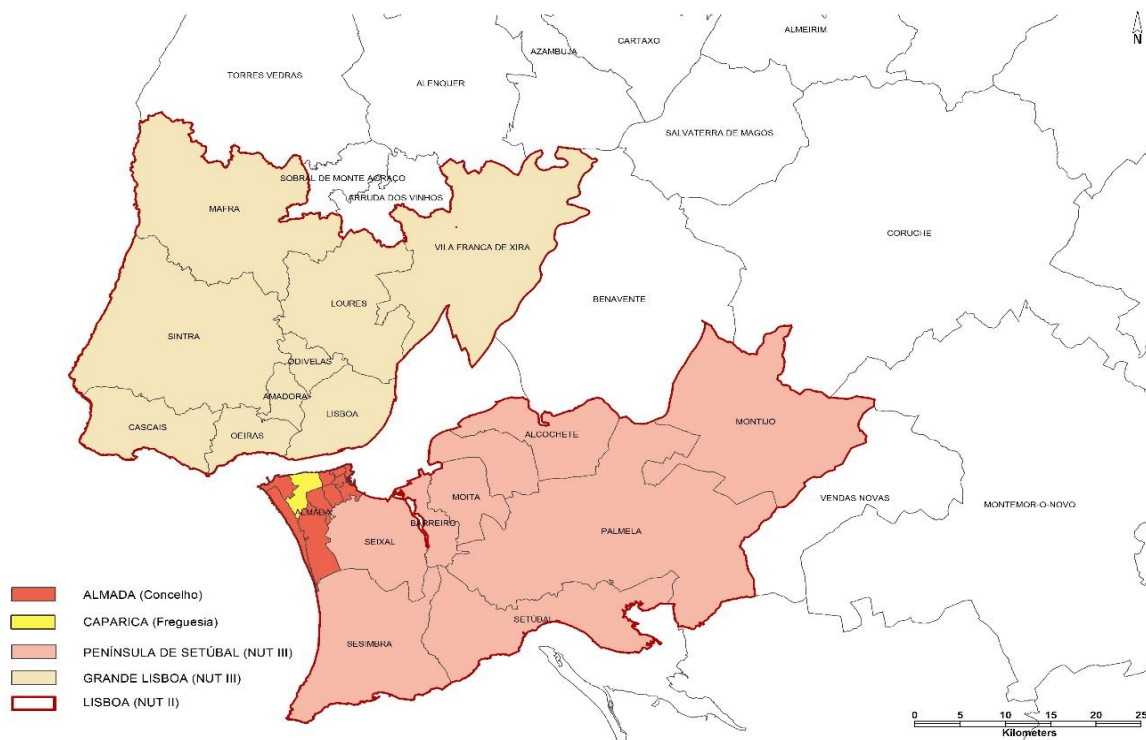 N
CARTAXO
ALMEIRIM
AZAMBUJA
TORRES VEDRAS
ALENQUER
SALVATERRA DE MAGOS
SOBRAL DE MONTE AGRAÇO
ARRUDA DOS VINHOS
MAFRA
CORUCHE
VILA FRANCA DE XIRA
LOURES
BENAVENTE
SINTRA
ODIVELAS
AMADORA
LISBOA
CASCAIS
OEIRAS
MONTIJO
ALCOCHETE
MOITA
VENDAS NOVAS
MONTEMOR-O-NOVO
ALMADA
BARREIRO
PALMELA
SEIXAL
SETÚBAL
SESIMBRA
ALMADA (Concelho)
CAPARICA (Freguesia)
PENÍNSULA DE SETÚBAL (NUT III)
GRANDE LISBOA (NUT III)
LISBOA (NUT II)
0 5 10 15 20 25
Kilometers